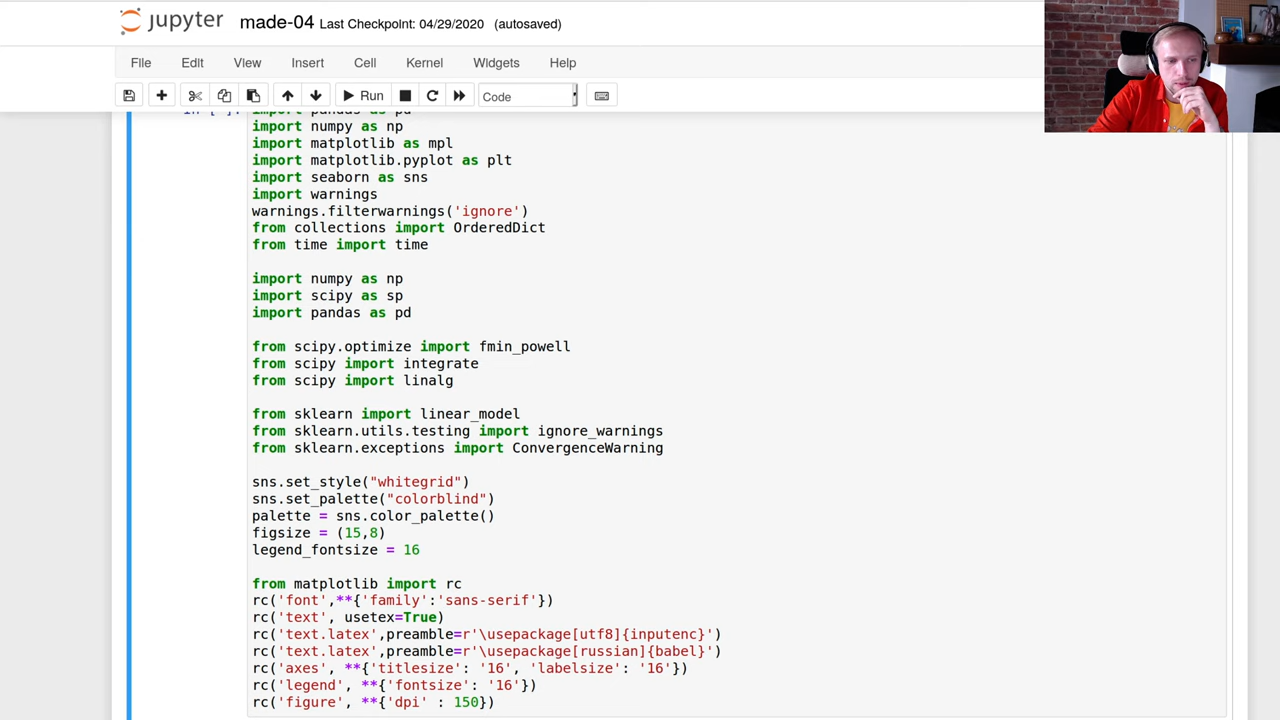 jupyter made-04 Last Checkpoint: 04/29/2020 (autosaved)
File Edit View Insert Cell Kernel Widgets Help
Run Code
import pandas as pd
import numpy as np
import matplotlib as mpl
import matplotlib.pyplot as plt
import seaborn as sns
import warnings
warnings.filterwarnings('ignore')
from collections import OrderedDict
from time import time
import numpy as np
import scipy as sp
import pandas as pd
from scipy.optimize import fmin_powell
from scipy import integrate
from scipy import linalg
from sklearn import linear_model
from sklearn.utils.testing import ignore_warnings
from sklearn.exceptions import ConvergenceWarning
sns.set_style("whitegrid")
sns.set_palette("colorblind")
palette = sns.color_palette()
figsize = (15,8)
legend_fontsize = 16
from matplotlib import rc
rc('font',**{'family':'sans-serif'})
rc('text', usetex=True)
rc('text.latex',preamble=r'\usepackage[utf8]{inputenc}')
rc('text.latex',preamble=r'\usepackage[russian]{babel}')
rc('axes', **{'titlesize': '16', 'labelsize': '16'})
rc('legend', **{'fontsize': '16'})
rc('figure', **{'dpi' : 150})